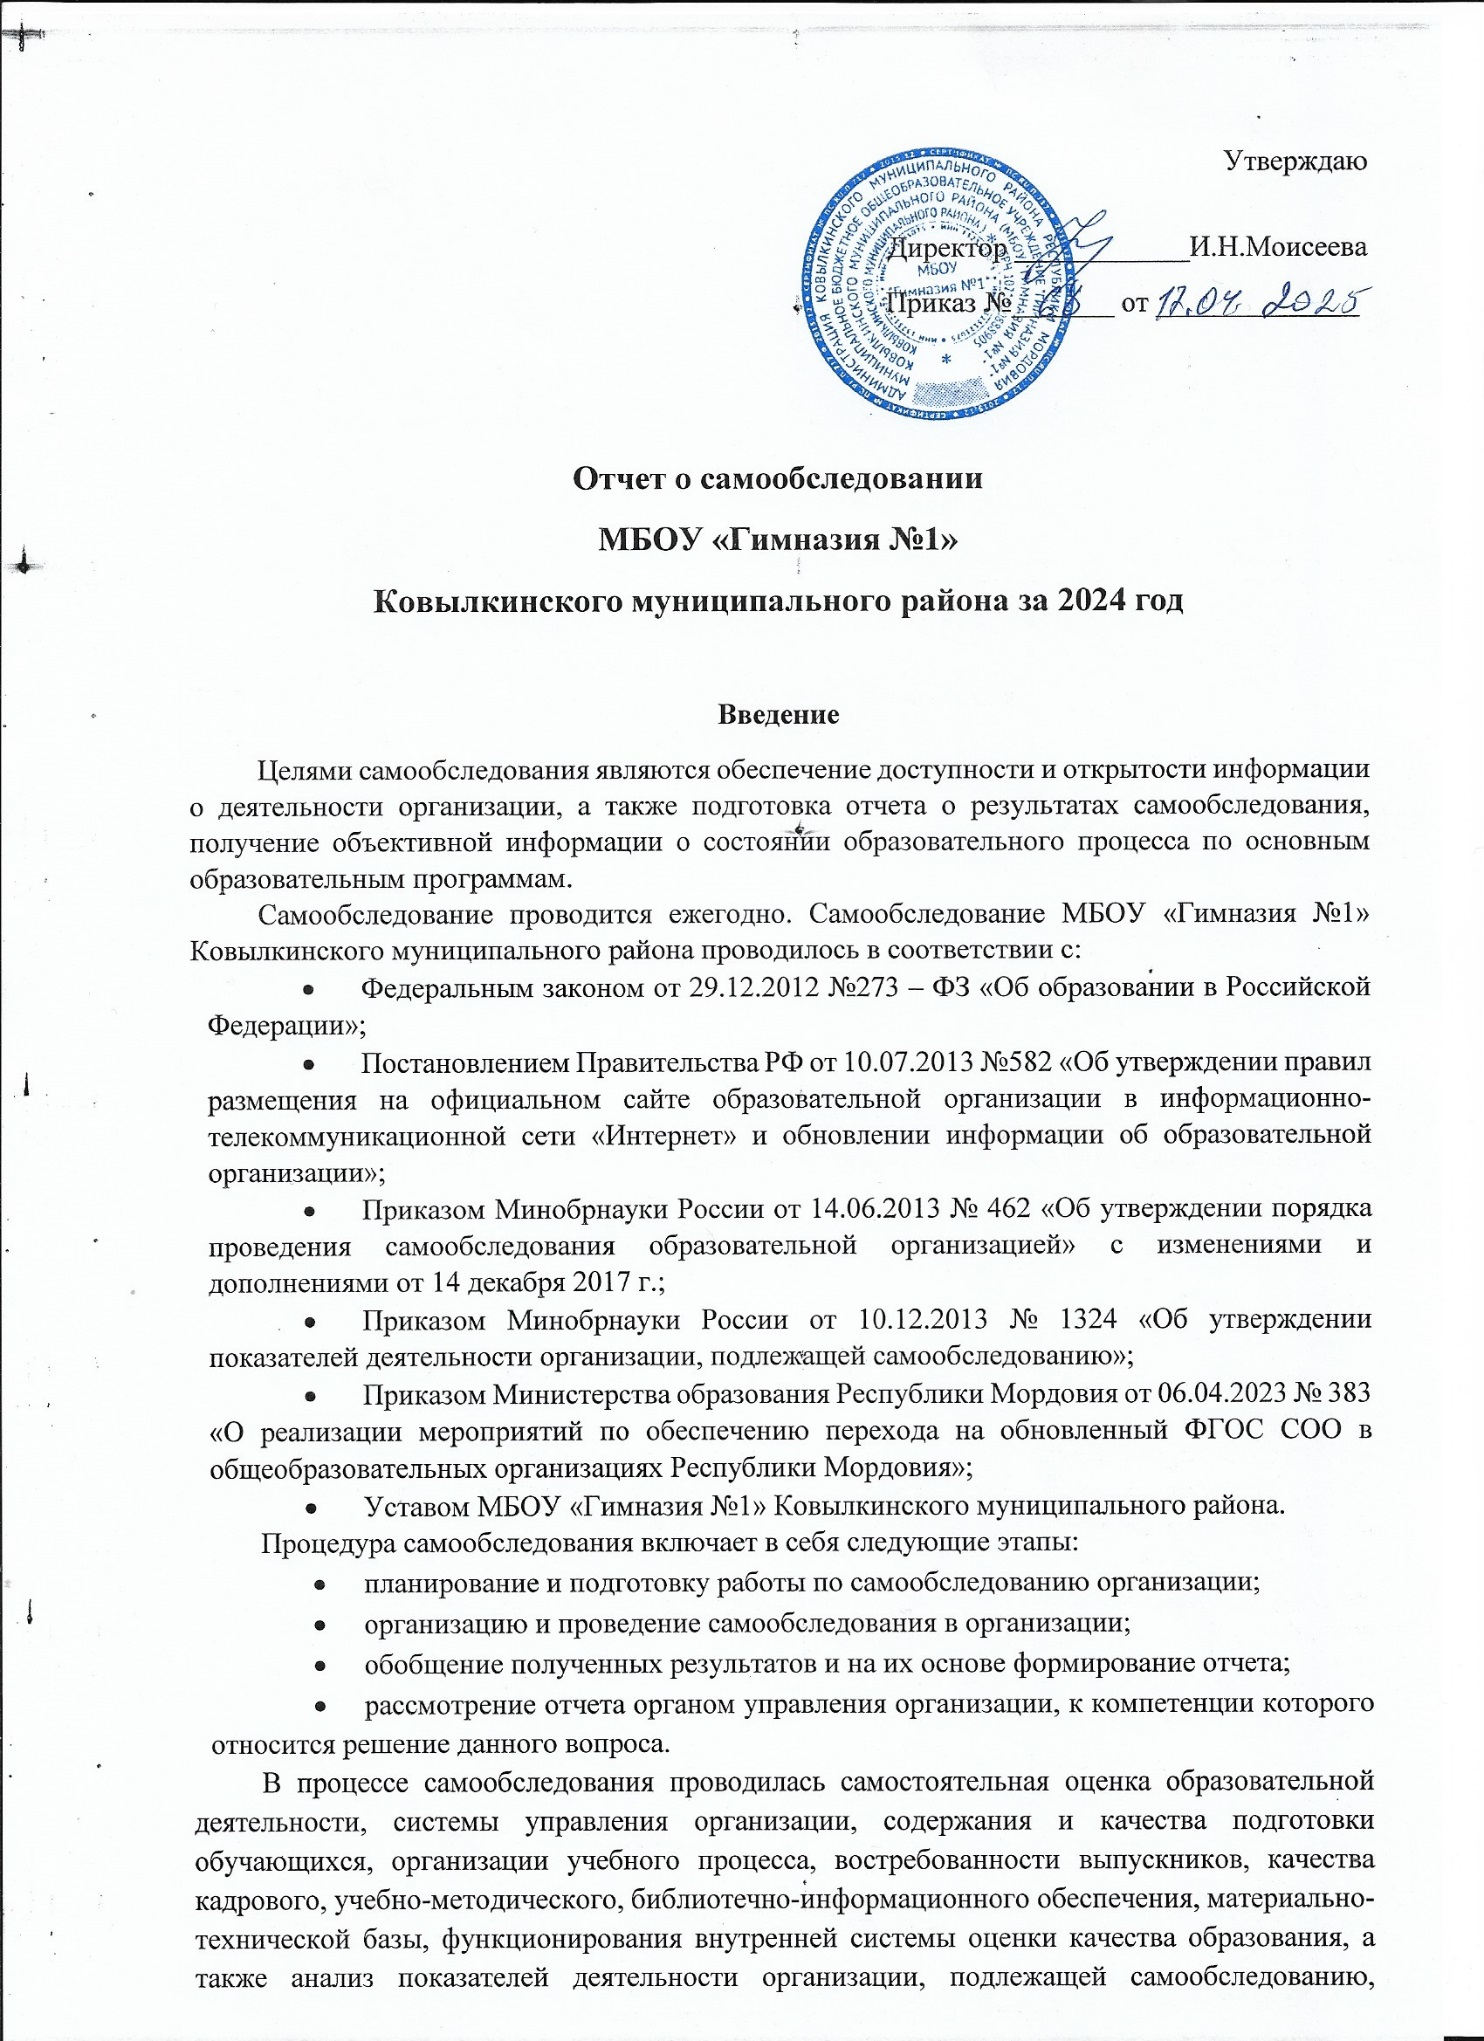 Утверждаю
Директор ____________И.Н.Моисеева
Приказ № _______ от 17.04. 2025
МБОУ
"Гимназия №1"
Отчет о самообследовании
МБОУ «Гимназия №1»
Ковылкинского муниципального района за 2024 год
Введение
Целями самообследования являются обеспечение доступности и открытости информации
о деятельности организации, а также подготовка отчета о результатах самообследования,
получение объективной информации о состоянии образовательного процесса по основным
образовательным программам.
Самообследование проводится ежегодно. Самообследование МБОУ «Гимназия №1»
Ковылкинского муниципального района проводилось в соответствии с:
• Федеральным законом от 29.12.2012 №273 – ФЗ «Об образовании в Российской
Федерации»;
• Постановлением Правительства РФ от 10.07.2013 №582 «Об утверждении правил
размещения на официальном сайте образовательной организации в информационно-
телекоммуникационной сети «Интернет» и обновлении информации об образовательной
организации»;
• Приказом Минобрнауки России от 14.06.2013 № 462 «Об утверждении порядка
проведения самообследования образовательной организацией» с изменениями и
дополнениями от 14 декабря 2017 г.;
• Приказом Минобрнауки России от 10.12.2013 № 1324 «Об утверждении
показателей деятельности организации, подлежащей самообследованию»;
• Приказом Министерства образования Республики Мордовия от 06.04.2023 № 383
«О реализации мероприятий по обеспечению перехода на обновленный ФГОС СОО в
общеобразовательных организациях Республики Мордовия»;
• Уставом МБОУ «Гимназия №1» Ковылкинского муниципального района.
Процедура самообследования включает в себя следующие этапы:
• планирование и подготовку работы по самообследованию организации;
• организацию и проведение самообследования в организации;
• обобщение полученных результатов и на их основе формирование отчета;
• рассмотрение отчета органом управления организации, к компетенции которого
относится решение данного вопроса.
В процессе самообследования проводилась самостоятельная оценка образовательной
деятельности, системы управления организации, содержания и качества подготовки
обучающихся, организации учебного процесса, востребованности выпускников, качества
кадрового, учебно-методического, библиотечно-информационного обеспечения, материально-
технической базы, функционирования внутренней системы оценки качества образования, а
также анализ показателей деятельности организации, подлежащей самообследованию,